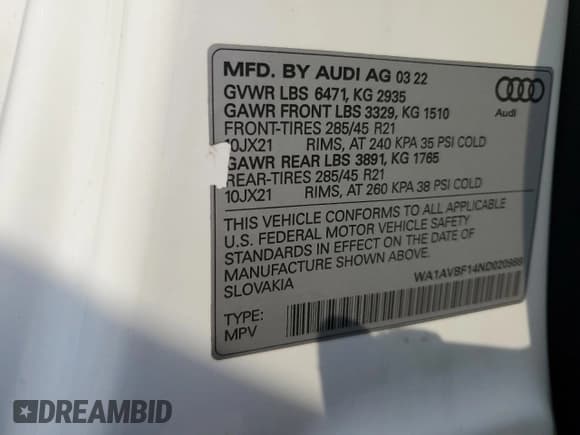 MFD. BY AUDI AG 03 22
GVWR LBS 6471, KG 2935
GAWR FRONT LBS 3329, KG 1510
FRONT-TIRES 285/45 R21
10JX21 RIMS, AT 240 KPA 35 PSI COLD
GAWR REAR LBS 3891, KG 1765
REAR-TIRES 285/45 R21
10JX21 RIMS, AT 260 KPA 38 PSI COLD
Audi
THIS VEHICLE CONFORMS TO ALL APPLICABLE
U.S. FEDERAL MOTOR VEHICLE SAFETY
STANDARDS IN EFFECT ON THE DATE OF
MANUFACTURE SHOWN ABOVE.
SLOVAKIA
TYPE:
MPV
DREAMBID